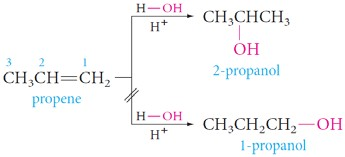 H—OH
H⁺
CH₃CHCH₃
OH
2-propanol
3 2 1
CH₃CH=CH₂
propene
H—OH
H⁺
CH₃CH₂CH₂—OH
1-propanol